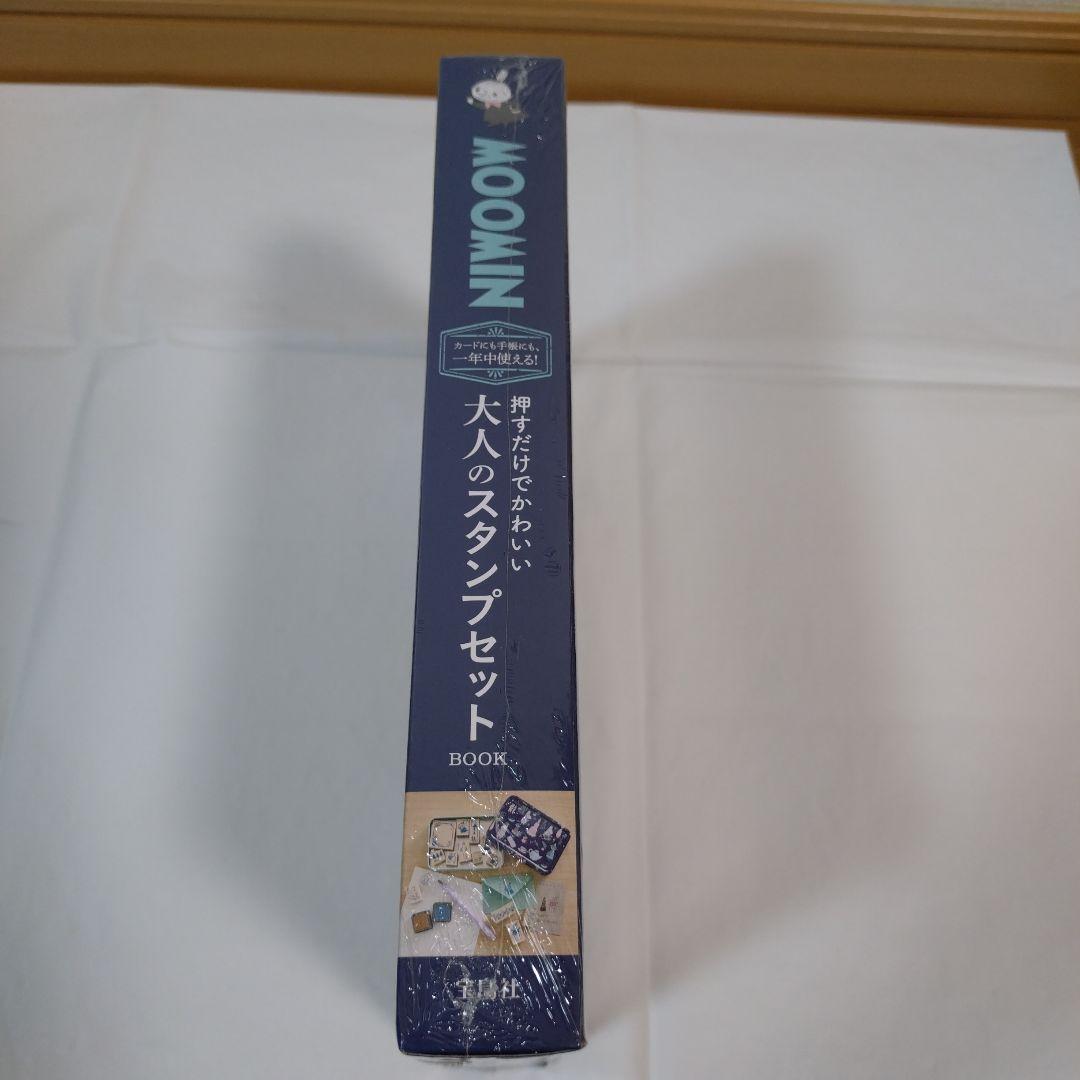 MOOMIN
カードにも手帳にも、
一年中使える!
押すだけでかわいい
大人のスタンプセット
BOOK
宝島社